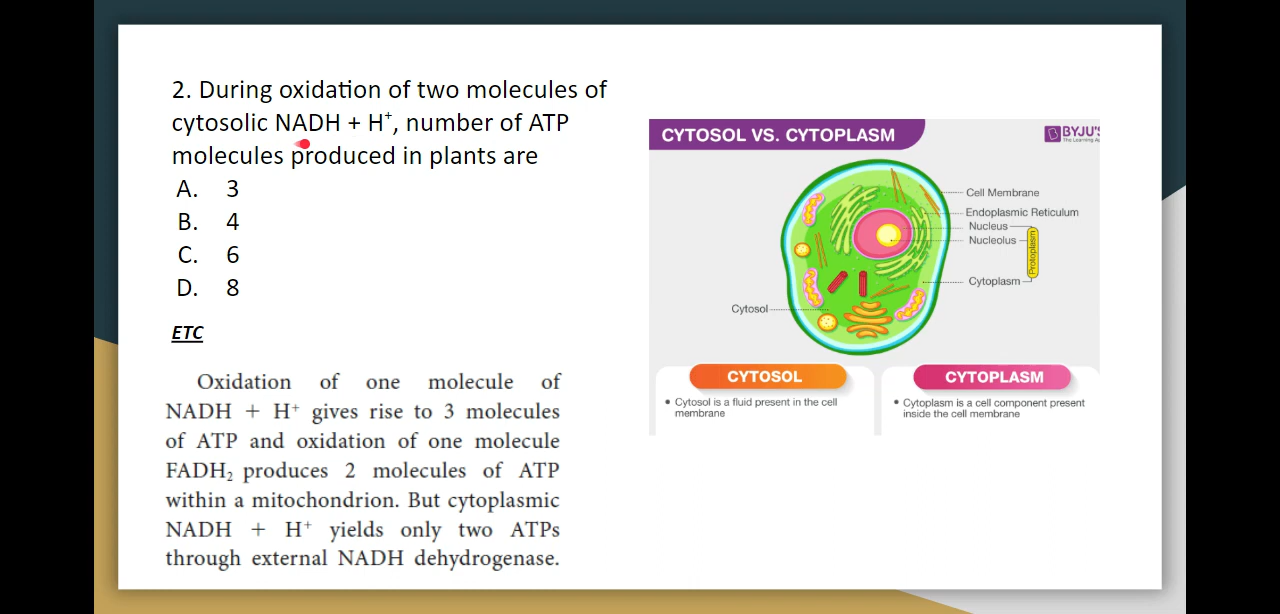 2. During oxidation of two molecules of
cytosolic NADH + H⁺, number of ATP
molecules produced in plants are
A. 3
B. 4
C. 6
D. 8
ETC
Oxidation of one molecule of
NADH + H⁺ gives rise to 3 molecules
of ATP and oxidation of one molecule
FADH₂ produces 2 molecules of ATP
within a mitochondrion. But cytoplasmic
NADH + H⁺ yields only two ATPs
through external NADH dehydrogenase.
CYTOSOL VS. CYTOPLASM
BYJU'S
The Learning Ap
Cell Membrane
Endoplasmic Reticulum
Nucleus
Nucleolus
Protoplasm
Cytoplasm
Cytosol
CYTOSOL
• Cytosol is a fluid present in the cell
membrane
CYTOPLASM
• Cytoplasm is a cell component present
inside the cell membrane